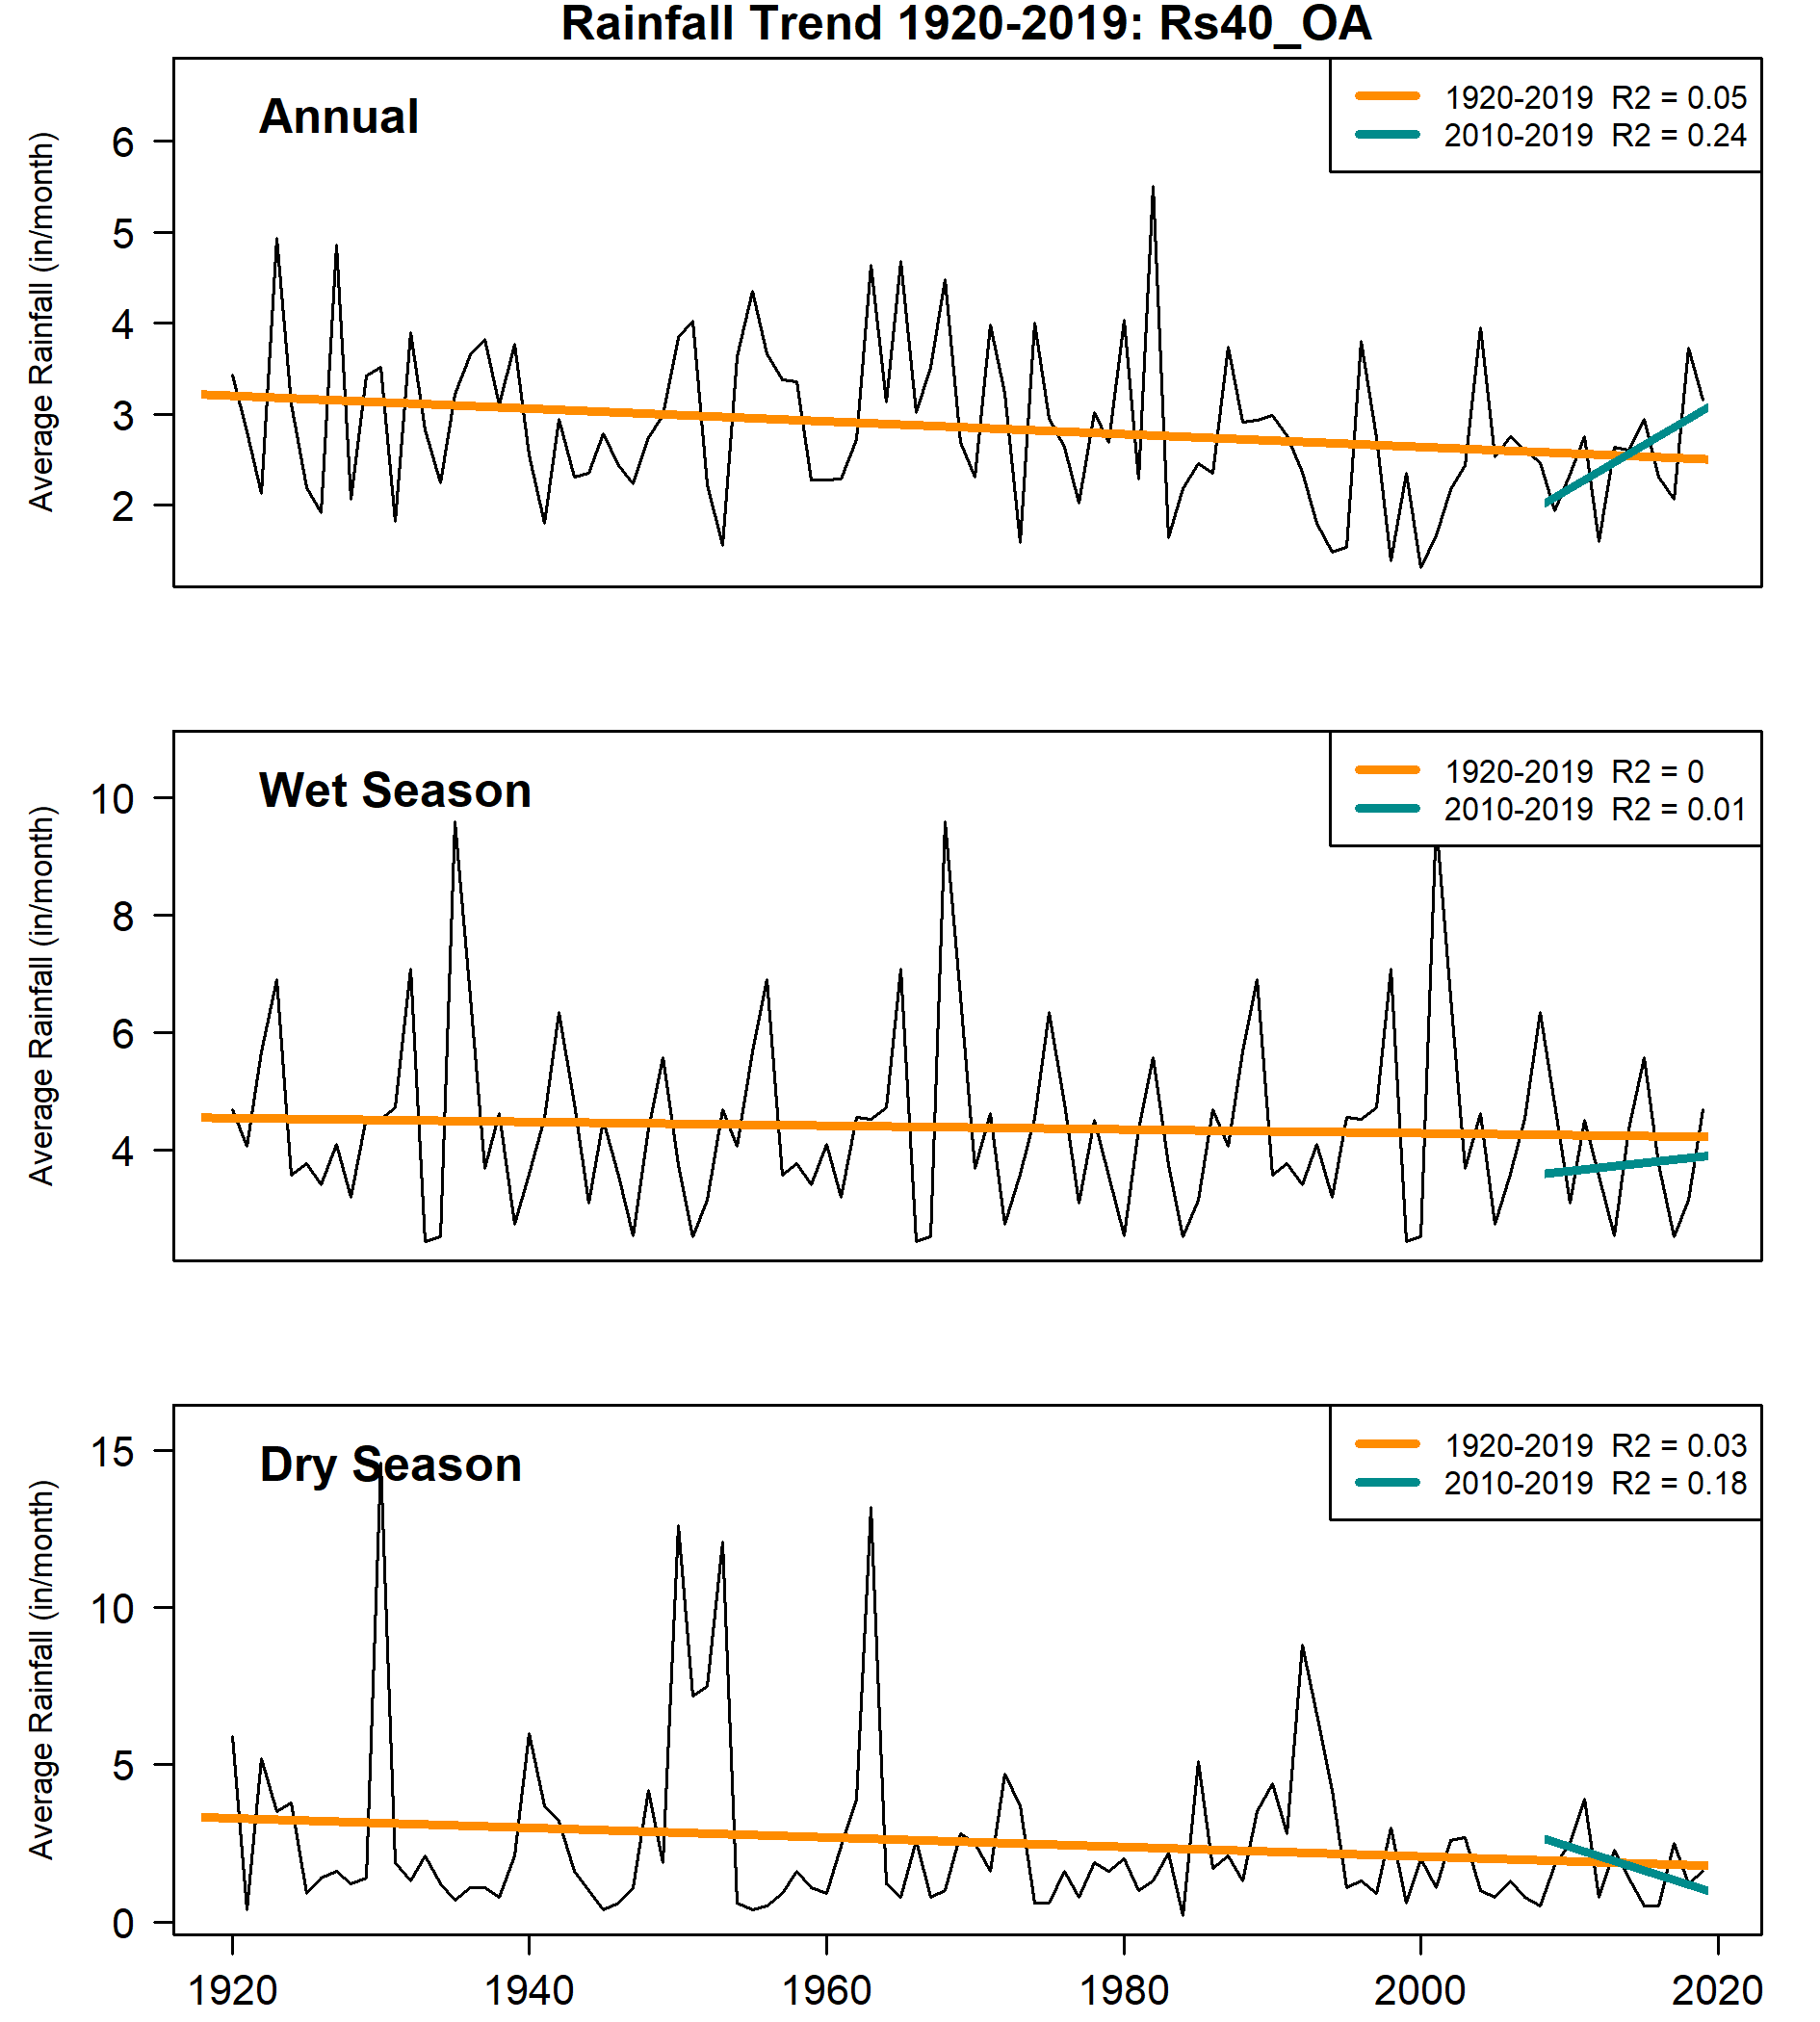 Rainfall Trend 1920-2019: Rs40_OA
Annual
1920-2019 R2 = 0.05
2010-2019 R2 = 0.24
Average Rainfall (in/month)
6
5
4
3
2
Wet Season
1920-2019 R2 = 0
2010-2019 R2 = 0.01
Average Rainfall (in/month)
10
8
6
4
Dry Season
1920-2019 R2 = 0.03
2010-2019 R2 = 0.18
Average Rainfall (in/month)
15
10
5
0
1920 1940 1960 1980 2000 2020